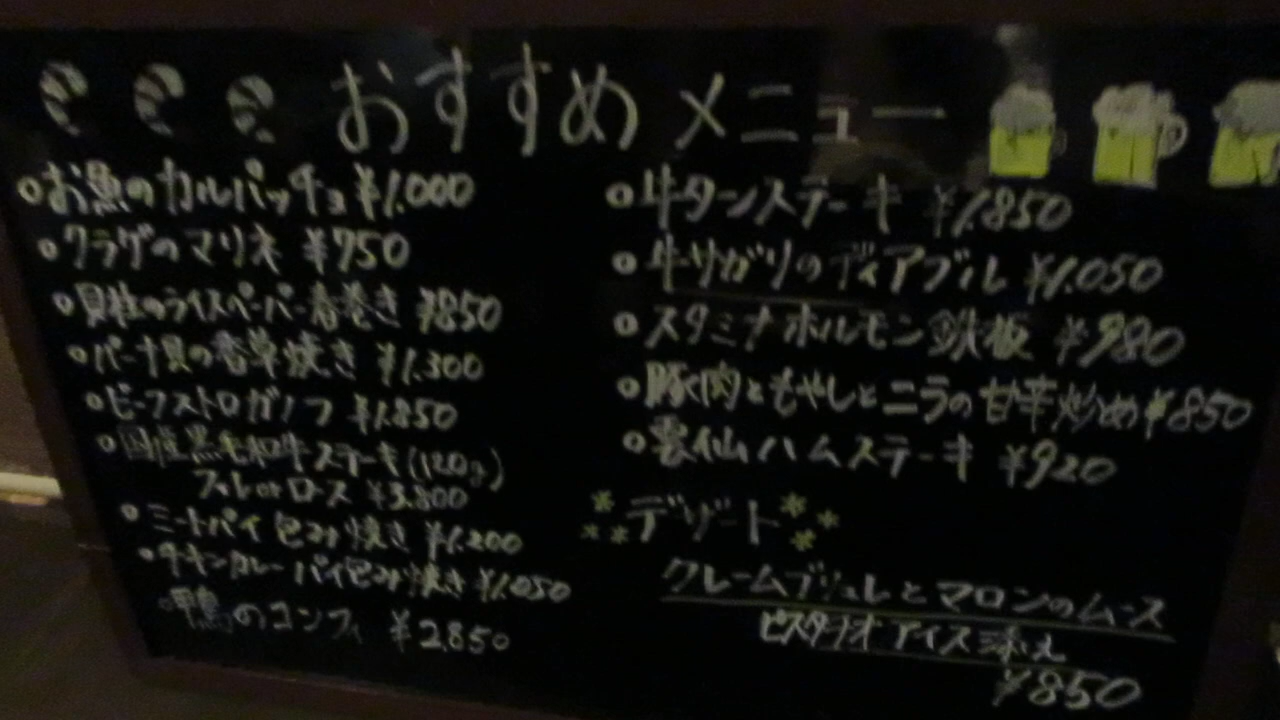 おすすめ メニュー
お魚のカルパッチョ ¥1.000
クラゲのマリネ ¥750
貝柱のライスペーパー春巻き ¥850
パーナ貝の香草焼き ¥1.300
ビーフストロガノフ ¥1.850
国産黒毛和牛ステーキ(120g)
フィレorロース ¥3.800
ミートパイ包み焼き ¥1.200
チキンカレーパイ包み焼き ¥1.050
鴨のコンフィ ¥2.850
牛タンステーキ ¥1.850
牛サガリのディアブル ¥1.050
スタミナホルモン鉄板 ¥980
豚肉ともやしとニラの甘辛炒め ¥850
雲仙ハムステーキ ¥920
デザート
クレームブリュレとマロンのムース
ピスタチオアイス添え
¥850